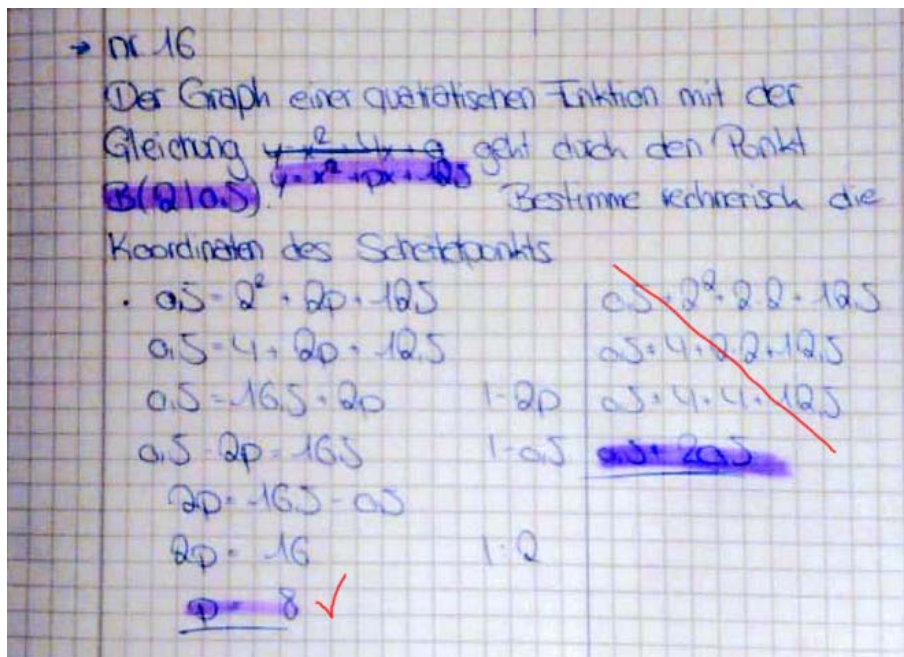 → nr. 16
Der Graph einer quatratischen Funktion mit der
Gleichung y = x² + px + 12,5 geht durch den Punkt
B(2|0,5). Bestimme rechnerisch die
Koordinaten des Scheitelpunkts
0,5 = 2² + 2p + 12,5
0,5 = 4 + 2p + 12,5
0,5 = 16,5 + 2p |-2p
0,5 - 2p = 16,5 |-0,5
2p = -16,5 - 0,5
2p = 16 |:2
p = 8 ✓
0,5 = 2² + 2·2 + 12,5
0,5 = 4 + 2·2 + 12,5
0,5 = 4 + 4 + 12,5
0,5 = 20,5